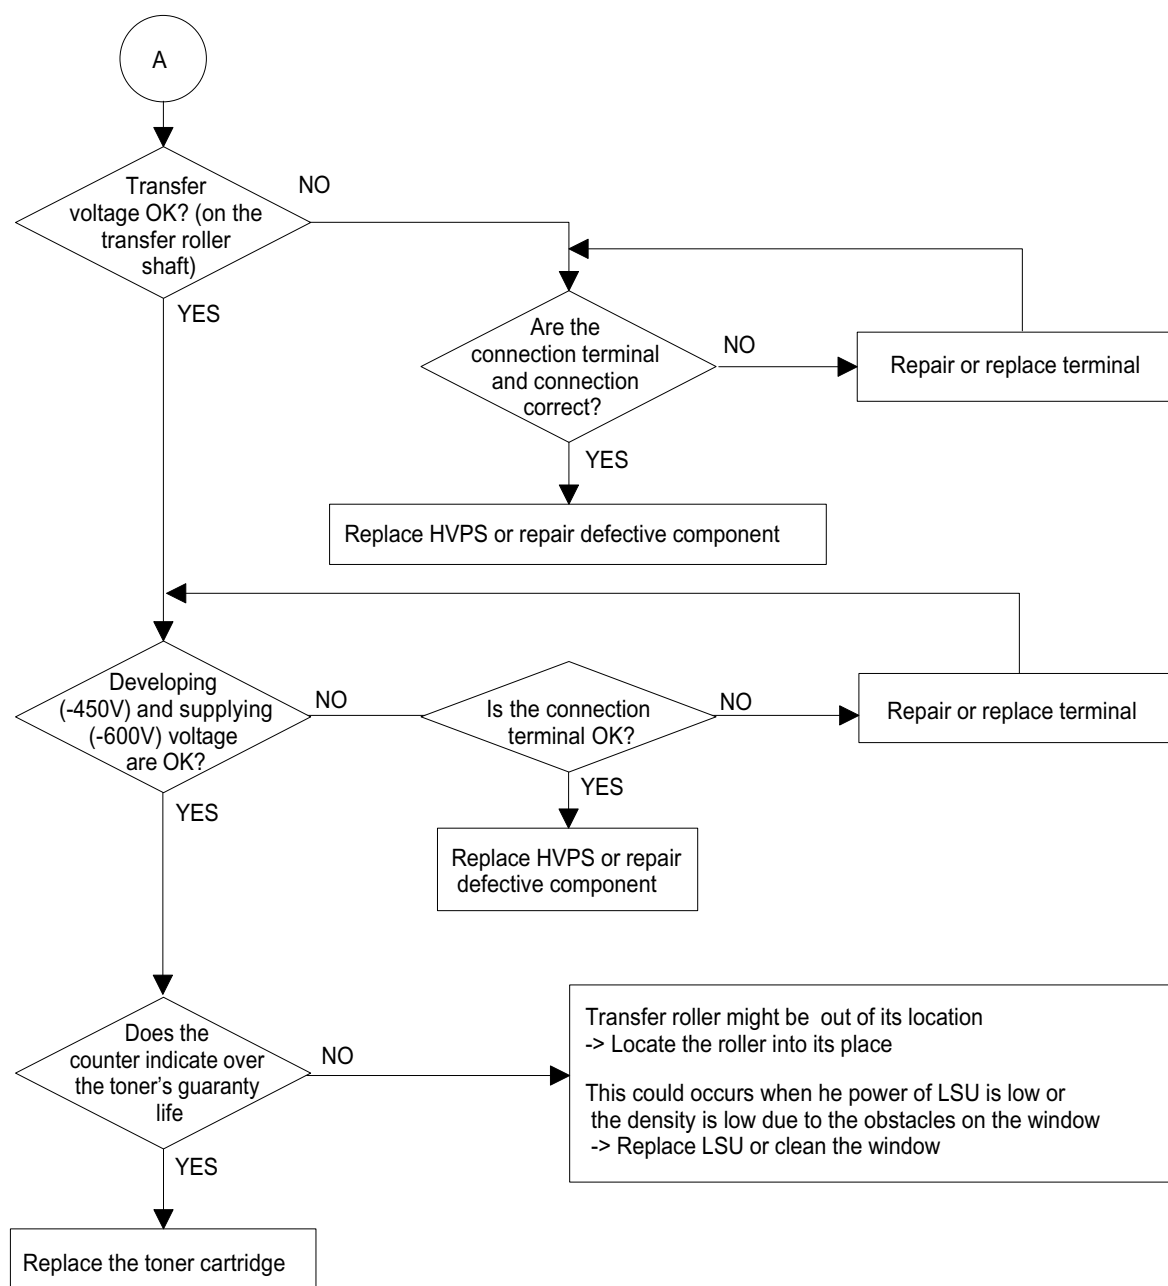 A
Transfer
voltage OK? (on the
transfer roller
shaft)
NO
YES
Are the
connection terminal
and connection
correct?
NO
Repair or replace terminal
YES
Replace HVPS or repair defective component
Developing
(-450V) and supplying
(-600V) voltage
are OK?
NO
Is the connection
terminal OK?
NO
Repair or replace terminal
YES
YES
Replace HVPS or repair
defective component
Does the
counter indicate over
the toner’s guaranty
life
NO
Transfer roller might be  out of its location
-> Locate the roller into its place
This could occurs when he power of LSU is low or
the density is low due to the obstacles on the window
-> Replace LSU or clean the window
YES
Replace the toner cartridge